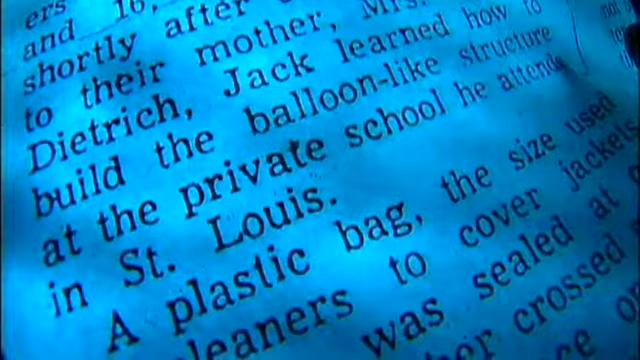 ers
and 16,
shortly after
to their mother, Mrs.
Dietrich, Jack learned how to
build the balloon-like structure
at the private school he attends
in St. Louis.
A plastic bag, the size used
cleaners to cover jackets
was sealed at
crossed